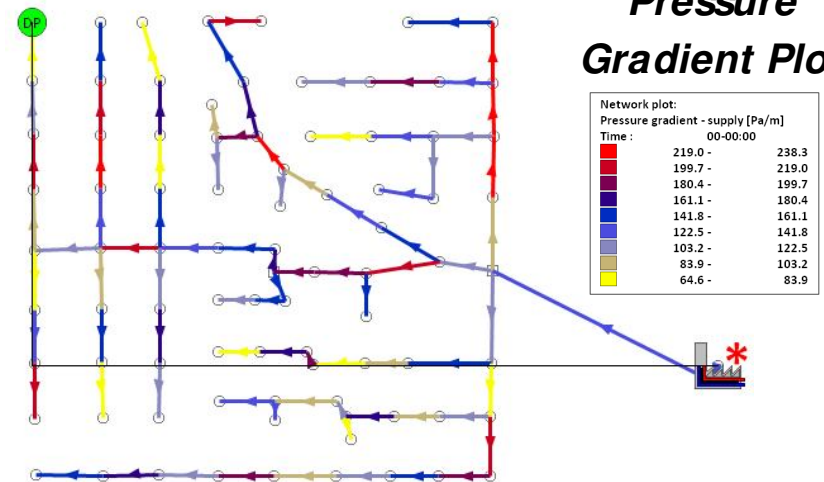 Pressure
Gradient Plo
DP
Network plot:
Pressure gradient - supply [Pa/m]
Time : 00-00:00
219.0 - 238.3
199.7 - 219.0
180.4 - 199.7
161.1 - 180.4
141.8 - 161.1
122.5 - 141.8
103.2 - 122.5
83.9 - 103.2
64.6 - 83.9
*